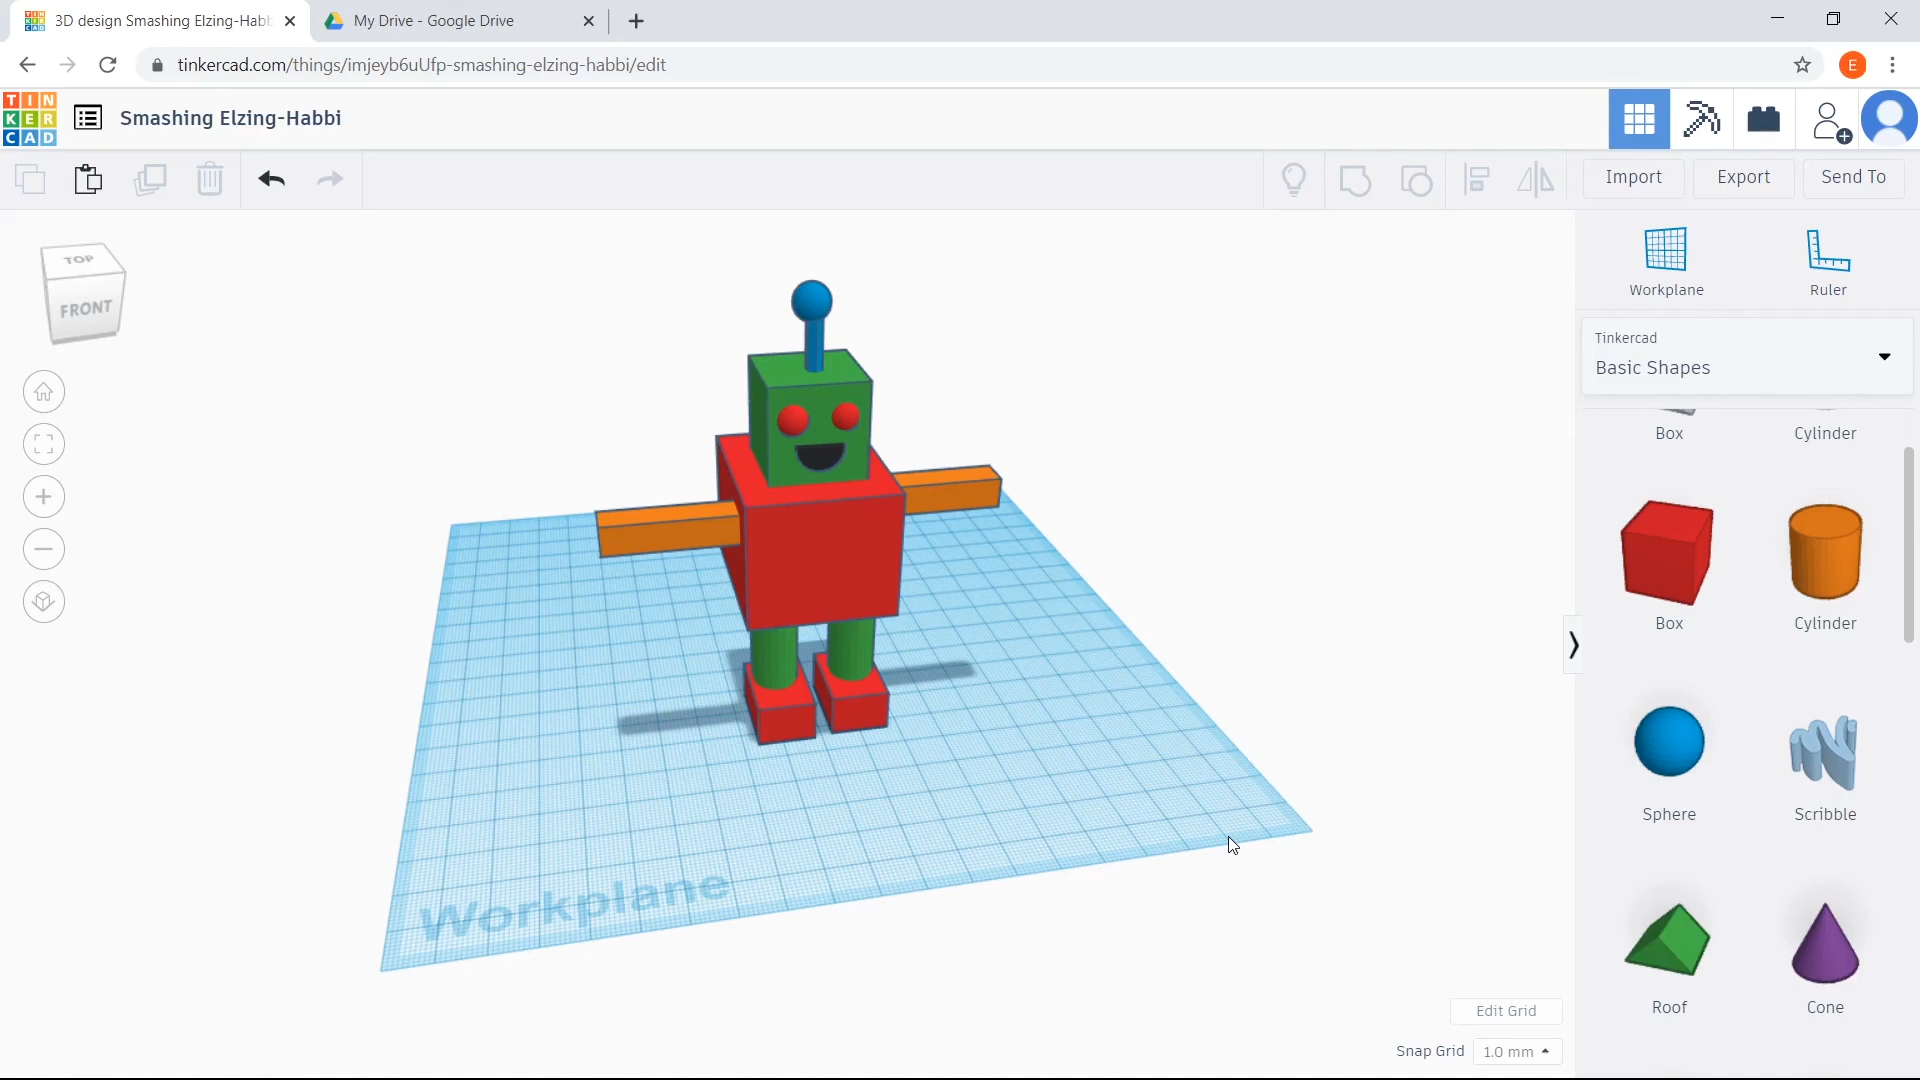 3D design Smashing Elzing-Habb
My Drive - Google Drive
tinkercad.com/things/imjeyb6uUfp-smashing-elzing-habbi/edit
E
TIN
KER
CAD
Smashing Elzing-Habbi
Import
Export
Send To
TOP
FRONT
Workplane
Ruler
Tinkercad
Basic Shapes
Box
Cylinder
Box
Cylinder
Sphere
Scribble
Roof
Cone
Workplane
Edit Grid
Snap Grid 1.0 mm